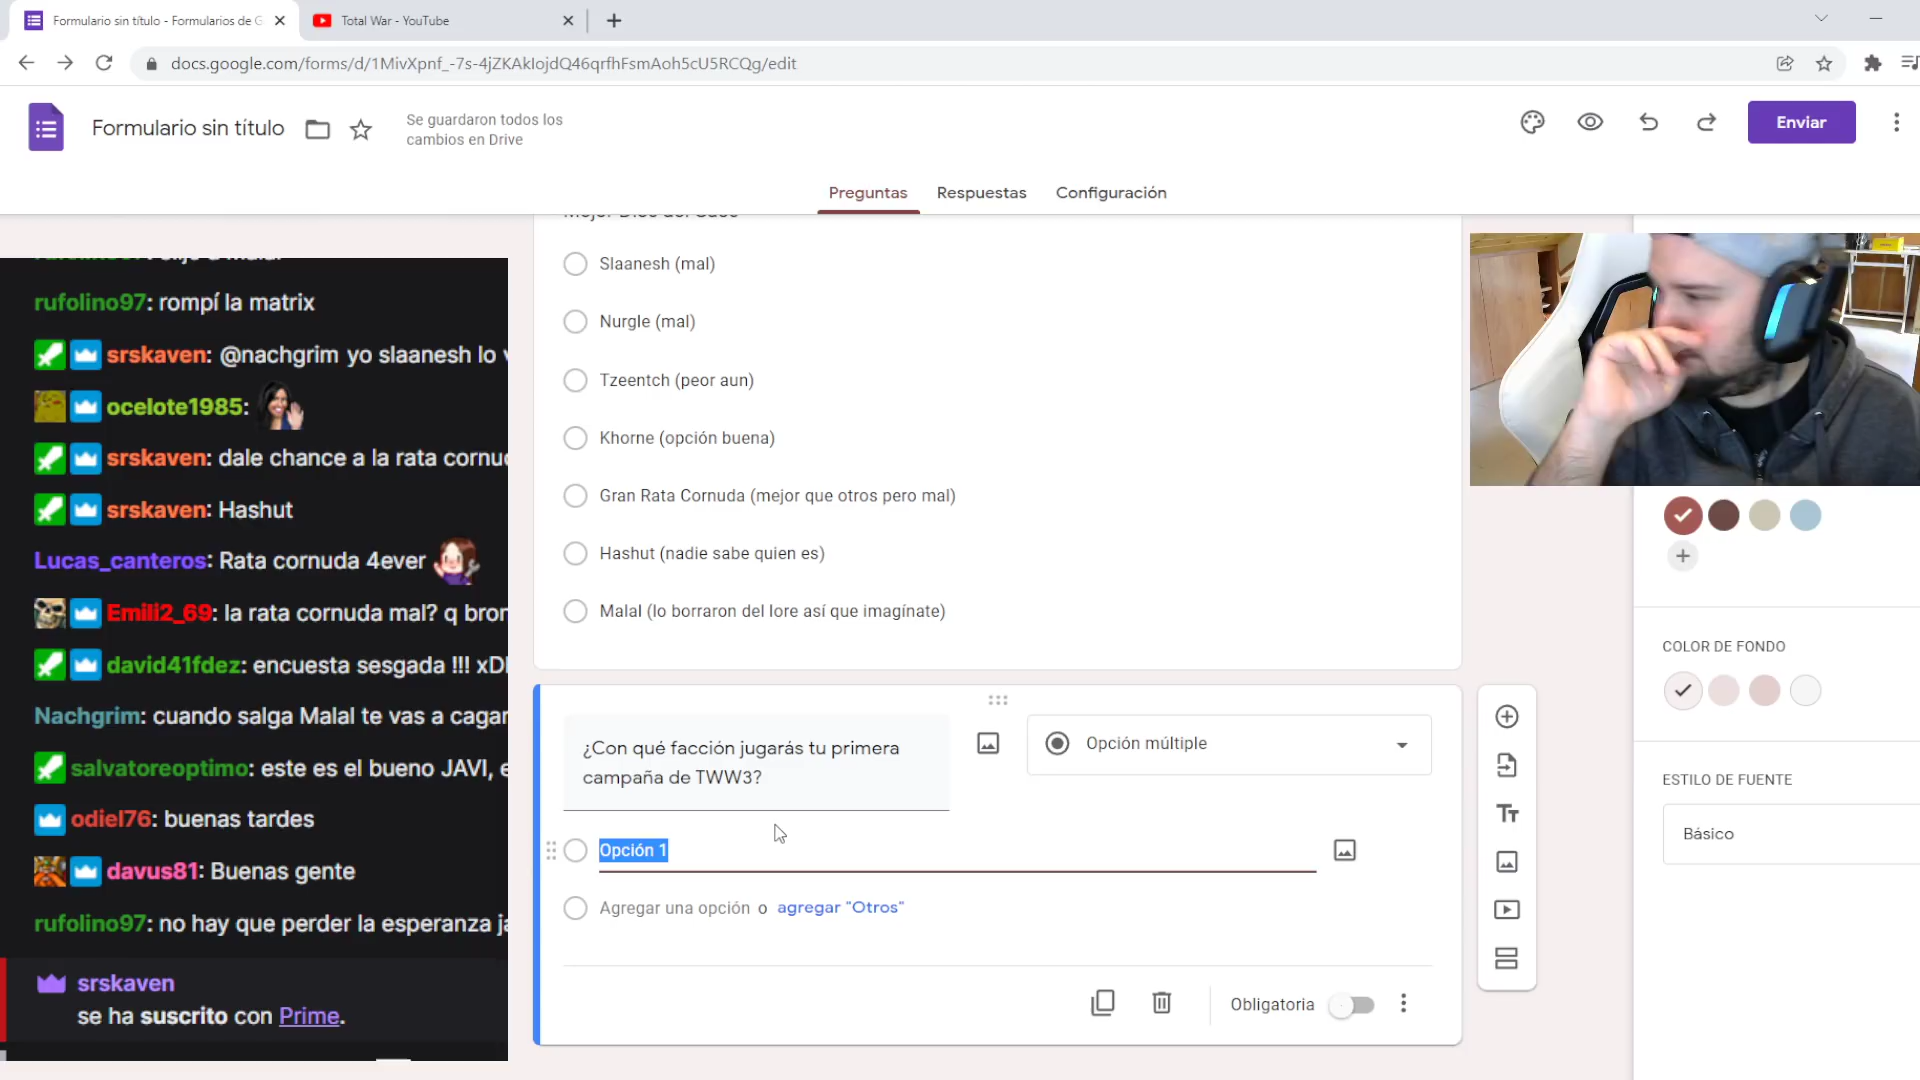 Formulario sin título - Formularios de G
Total War - YouTube
docs.google.com/forms/d/1MivXpnf_-7s-4jZKAkIojdQ46qrfhFsmAoh5cU5RCQg/edit
Formulario sin título
Se guardaron todos los
cambios en Drive
Enviar
Preguntas
Respuestas
Configuración
Mejor Dios del Caos
Slaanesh (mal)
Nurgle (mal)
Tzeentch (peor aun)
Khorne (opción buena)
Gran Rata Cornuda (mejor que otros pero mal)
Hashut (nadie sabe quien es)
Malal (lo borraron del lore así que imagínate)
¿Con qué facción jugarás tu primera
campaña de TWW3?
Opción múltiple
Opción 1
Agregar una opción o agregar "Otros"
Obligatoria
rufolino97: rompí la matrix
srskaven: @nachgrim yo slaanesh lo v
ocelote1985:
srskaven: dale chance a la rata cornud
srskaven: Hashut
Lucas_canteros: Rata cornuda 4ever
Emili2_69: la rata cornuda mal? q bron
david41fdez: encuesta sesgada !!! xD
Nachgrim: cuando salga Malal te vas a cagar
salvatoreoptimo: este es el bueno JAVI, e
odiel76: buenas tardes
davus81: Buenas gente
rufolino97: no hay que perder la esperanza ja
srskaven
se ha suscrito con Prime.
COLOR DE FONDO
ESTILO DE FUENTE
Básico